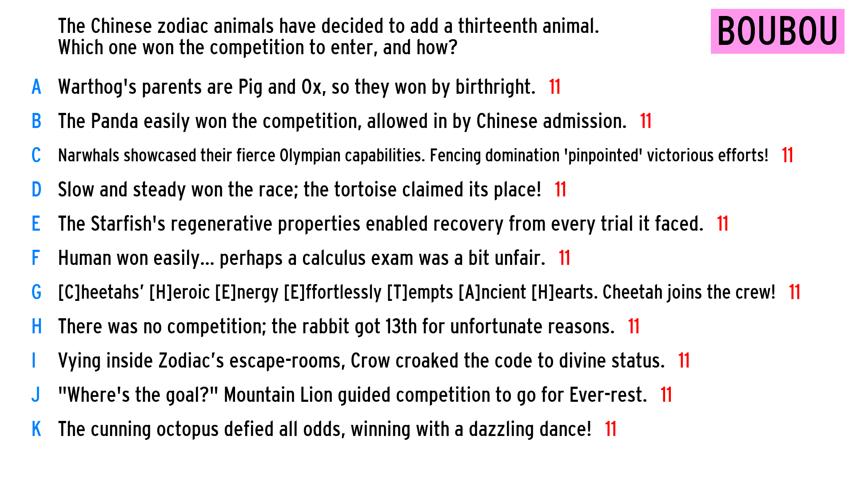 The Chinese zodiac animals have decided to add a thirteenth animal.
Which one won the competition to enter, and how?
BOUBOU
A Warthog's parents are Pig and Ox, so they won by birthright. 11
B The Panda easily won the competition, allowed in by Chinese admission. 11
C Narwhals showcased their fierce Olympian capabilities. Fencing domination 'pinpointed' victorious efforts! 11
D Slow and steady won the race; the tortoise claimed its place! 11
E The Starfish's regenerative properties enabled recovery from every trial it faced. 11
F Human won easily... perhaps a calculus exam was a bit unfair. 11
G [C]heetahs’ [H]eroic [E]nergy [E]ffortlessly [T]empts [A]ncient [H]earts. Cheetah joins the crew! 11
H There was no competition; the rabbit got 13th for unfortunate reasons. 11
I Vying inside Zodiac’s escape-rooms, Crow croaked the code to divine status. 11
J "Where's the goal?" Mountain Lion guided competition to go for Ever-rest. 11
K The cunning octopus defied all odds, winning with a dazzling dance! 11